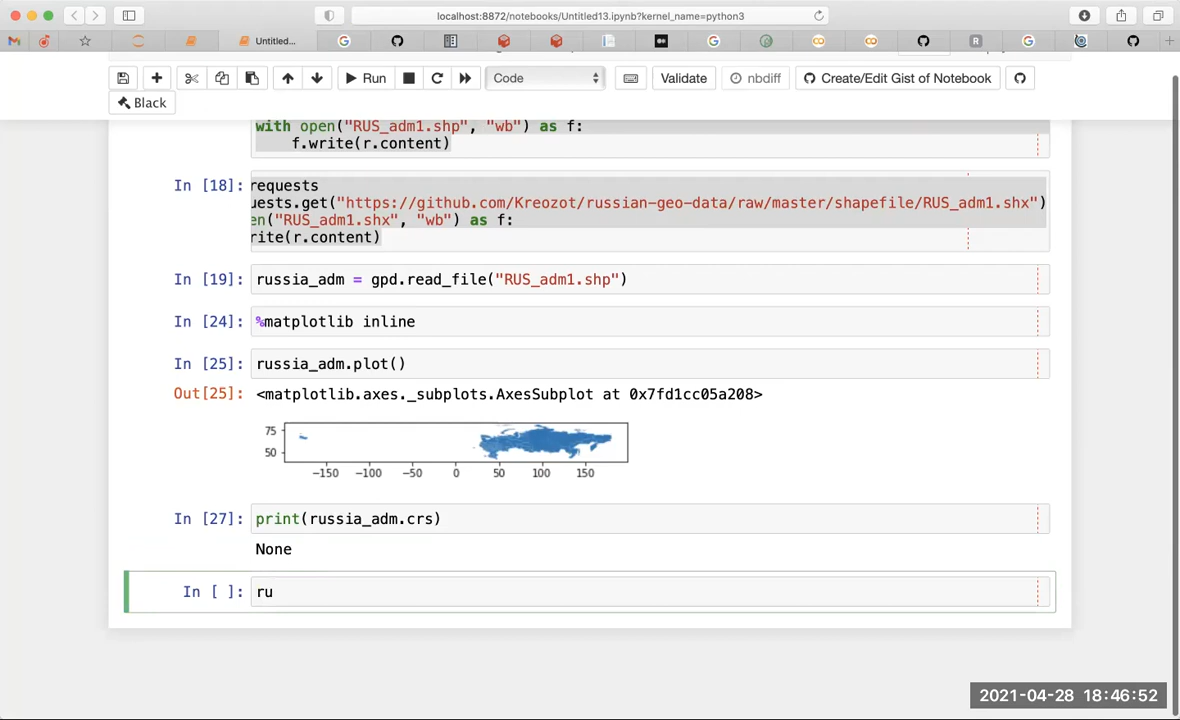 localhost:8872/notebooks/Untitled13.ipynb?kernel_name=python3
Untitled...
Run
Code
Validate
nbdiff
Create/Edit Gist of Notebook
Black
with open("RUS_adm1.shp", "wb") as f:
f.write(r.content)
In [18]:
requests
uests.get("https://github.com/Kreozot/russian-geo-data/raw/master/shapefile/RUS_adm1.shx")
en("RUS_adm1.shx", "wb") as f:
rite(r.content)
In [19]: russia_adm = gpd.read_file("RUS_adm1.shp")
In [24]: %matplotlib inline
In [25]: russia_adm.plot()
Out[25]: <matplotlib.axes._subplots.AxesSubplot at 0x7fd1cc05a208>
75
50
−150 −100 −50 0 50 100 150
In [27]: print(russia_adm.crs)
None
In [ ]: ru
2021-04-28 18:46:52